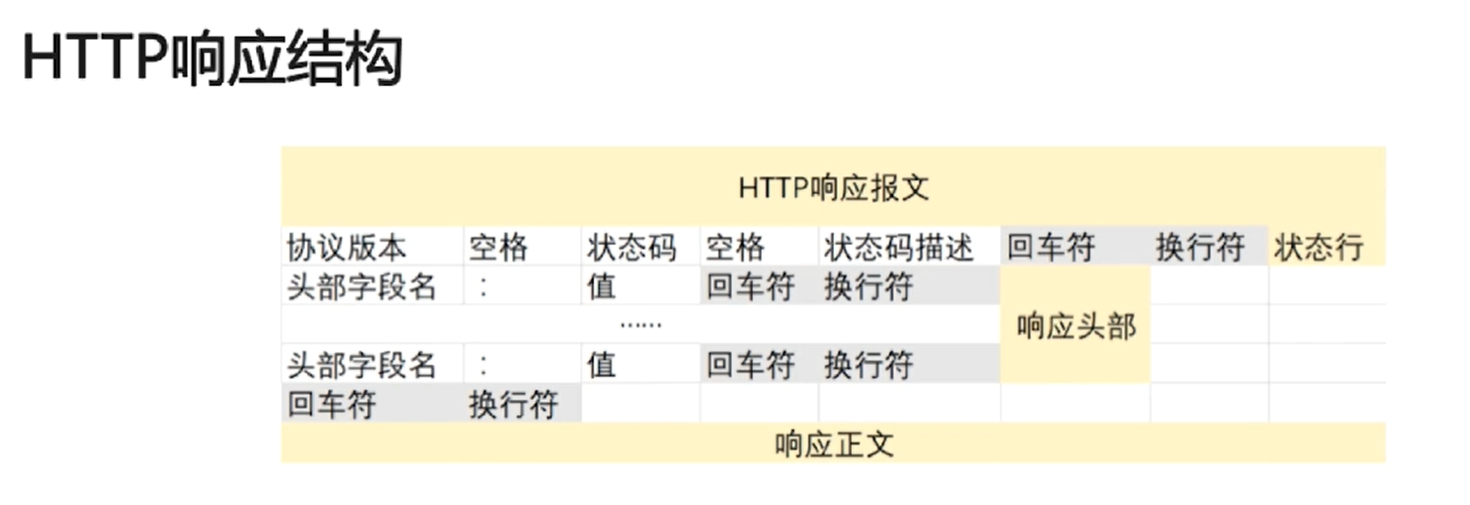 HTTP响应结构
HTTP响应报文
协议版本 空格 状态码 空格 状态码描述 回车符 换行符 状态行
头部字段名 : 值 回车符 换行符
……
响应头部
头部字段名 : 值 回车符 换行符
回车符 换行符
响应正文